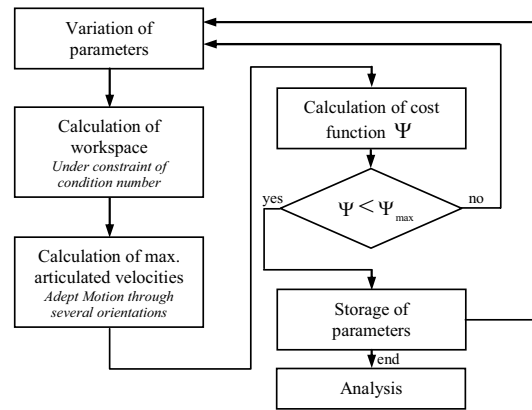 Variation of
parameters
Calculation of
workspace
Under constraint of
condition number
Calculation of max.
articulated velocities
Adept Motion through
several orientations
Calculation of cost
function Ψ
yes
Ψ < Ψmax
no
Storage of
parameters
end
Analysis